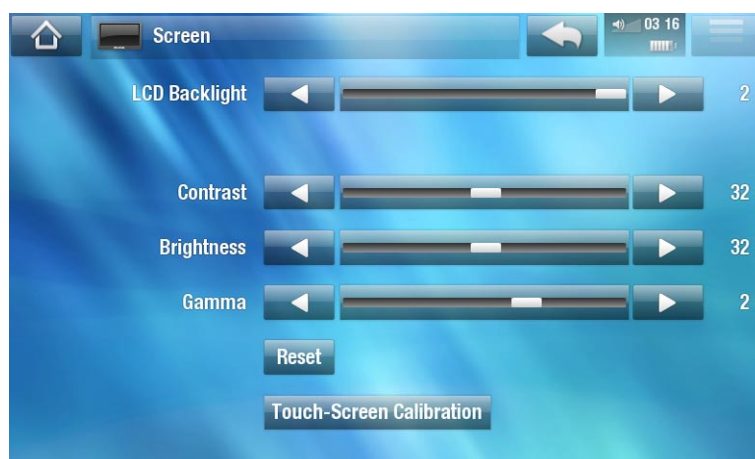 Screen
03 16
LCD Backlight 2
Contrast 32
Brightness 32
Gamma 2
Reset
Touch-Screen Calibration